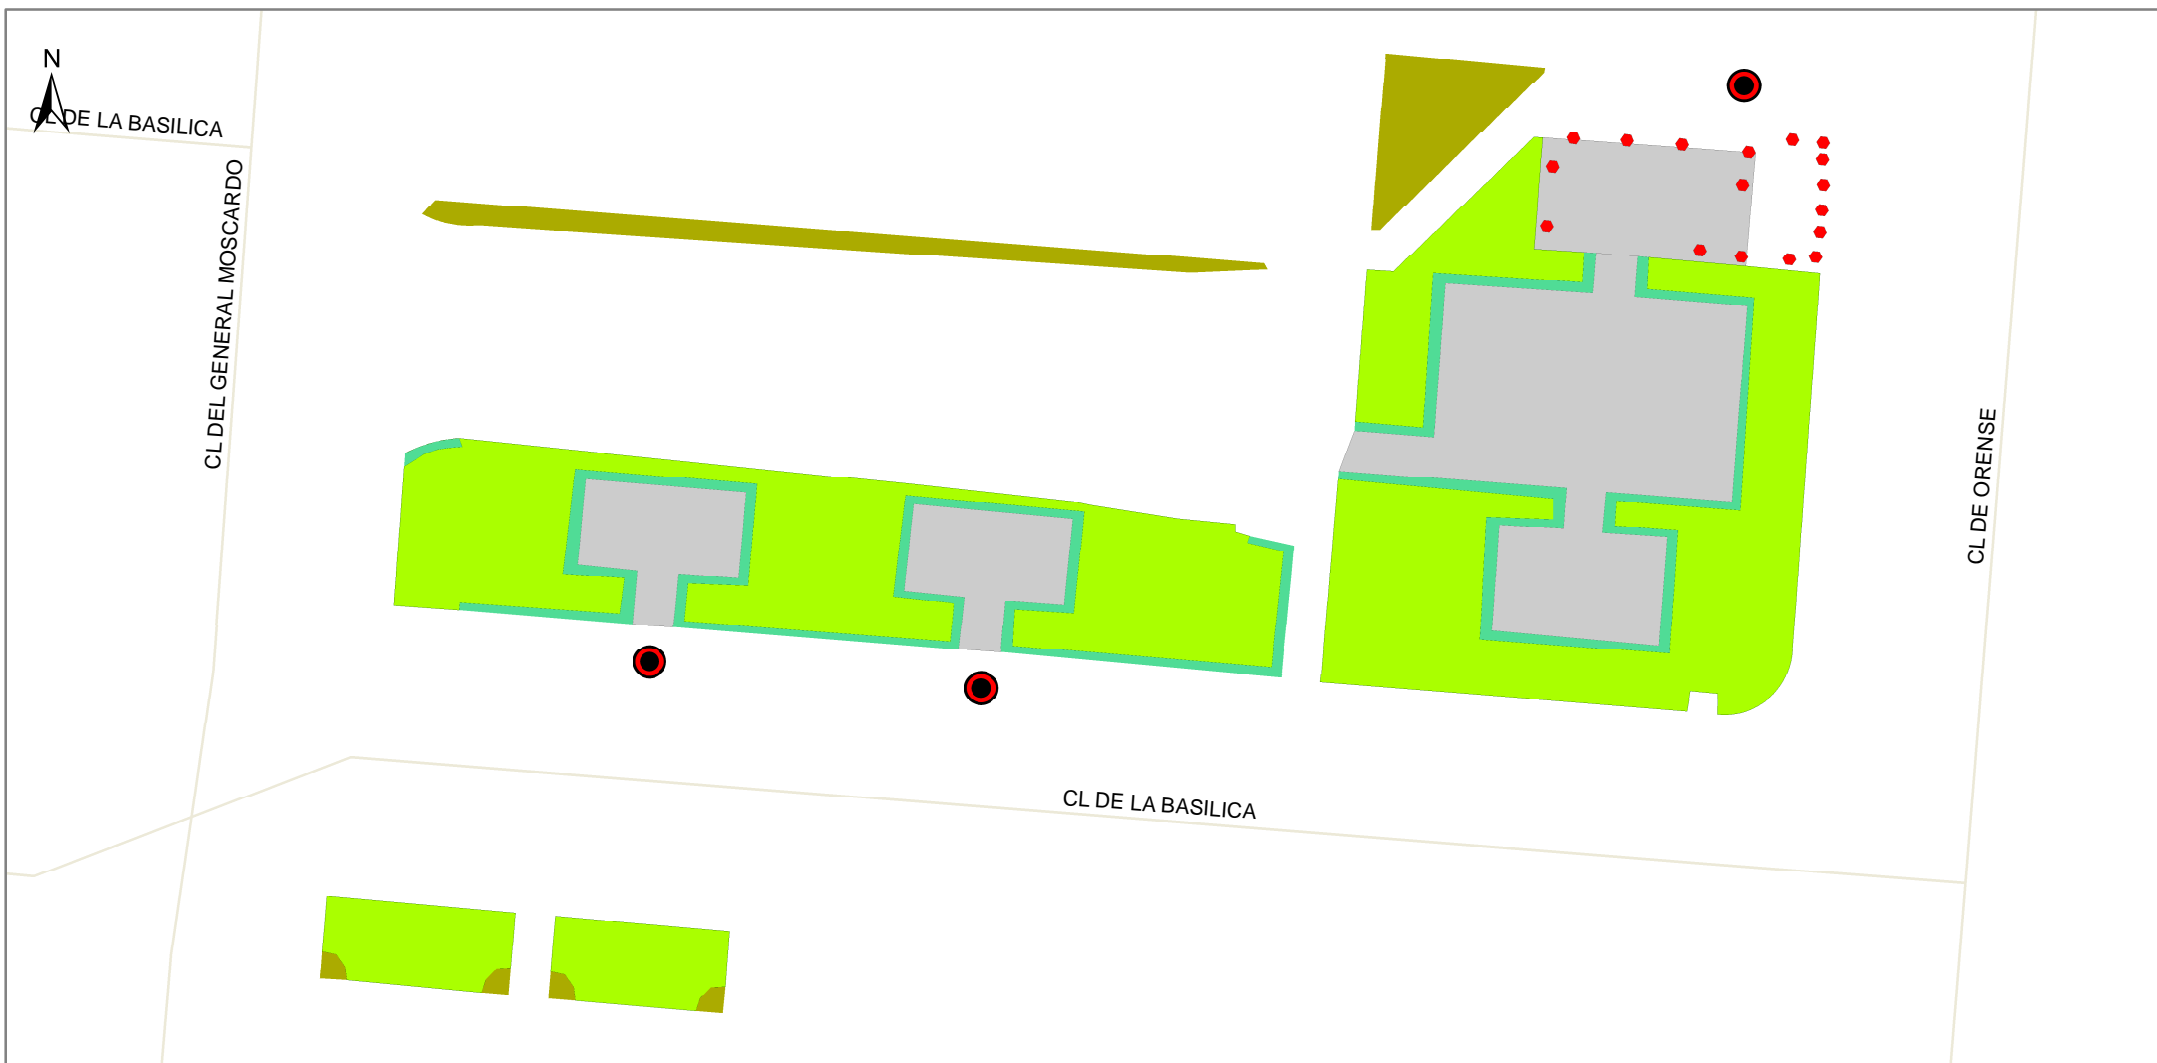 N
CL DE LA BASILICA
CL DEL GENERAL MOSCARDO
CL DE ORENSE
CL DE LA BASILICA